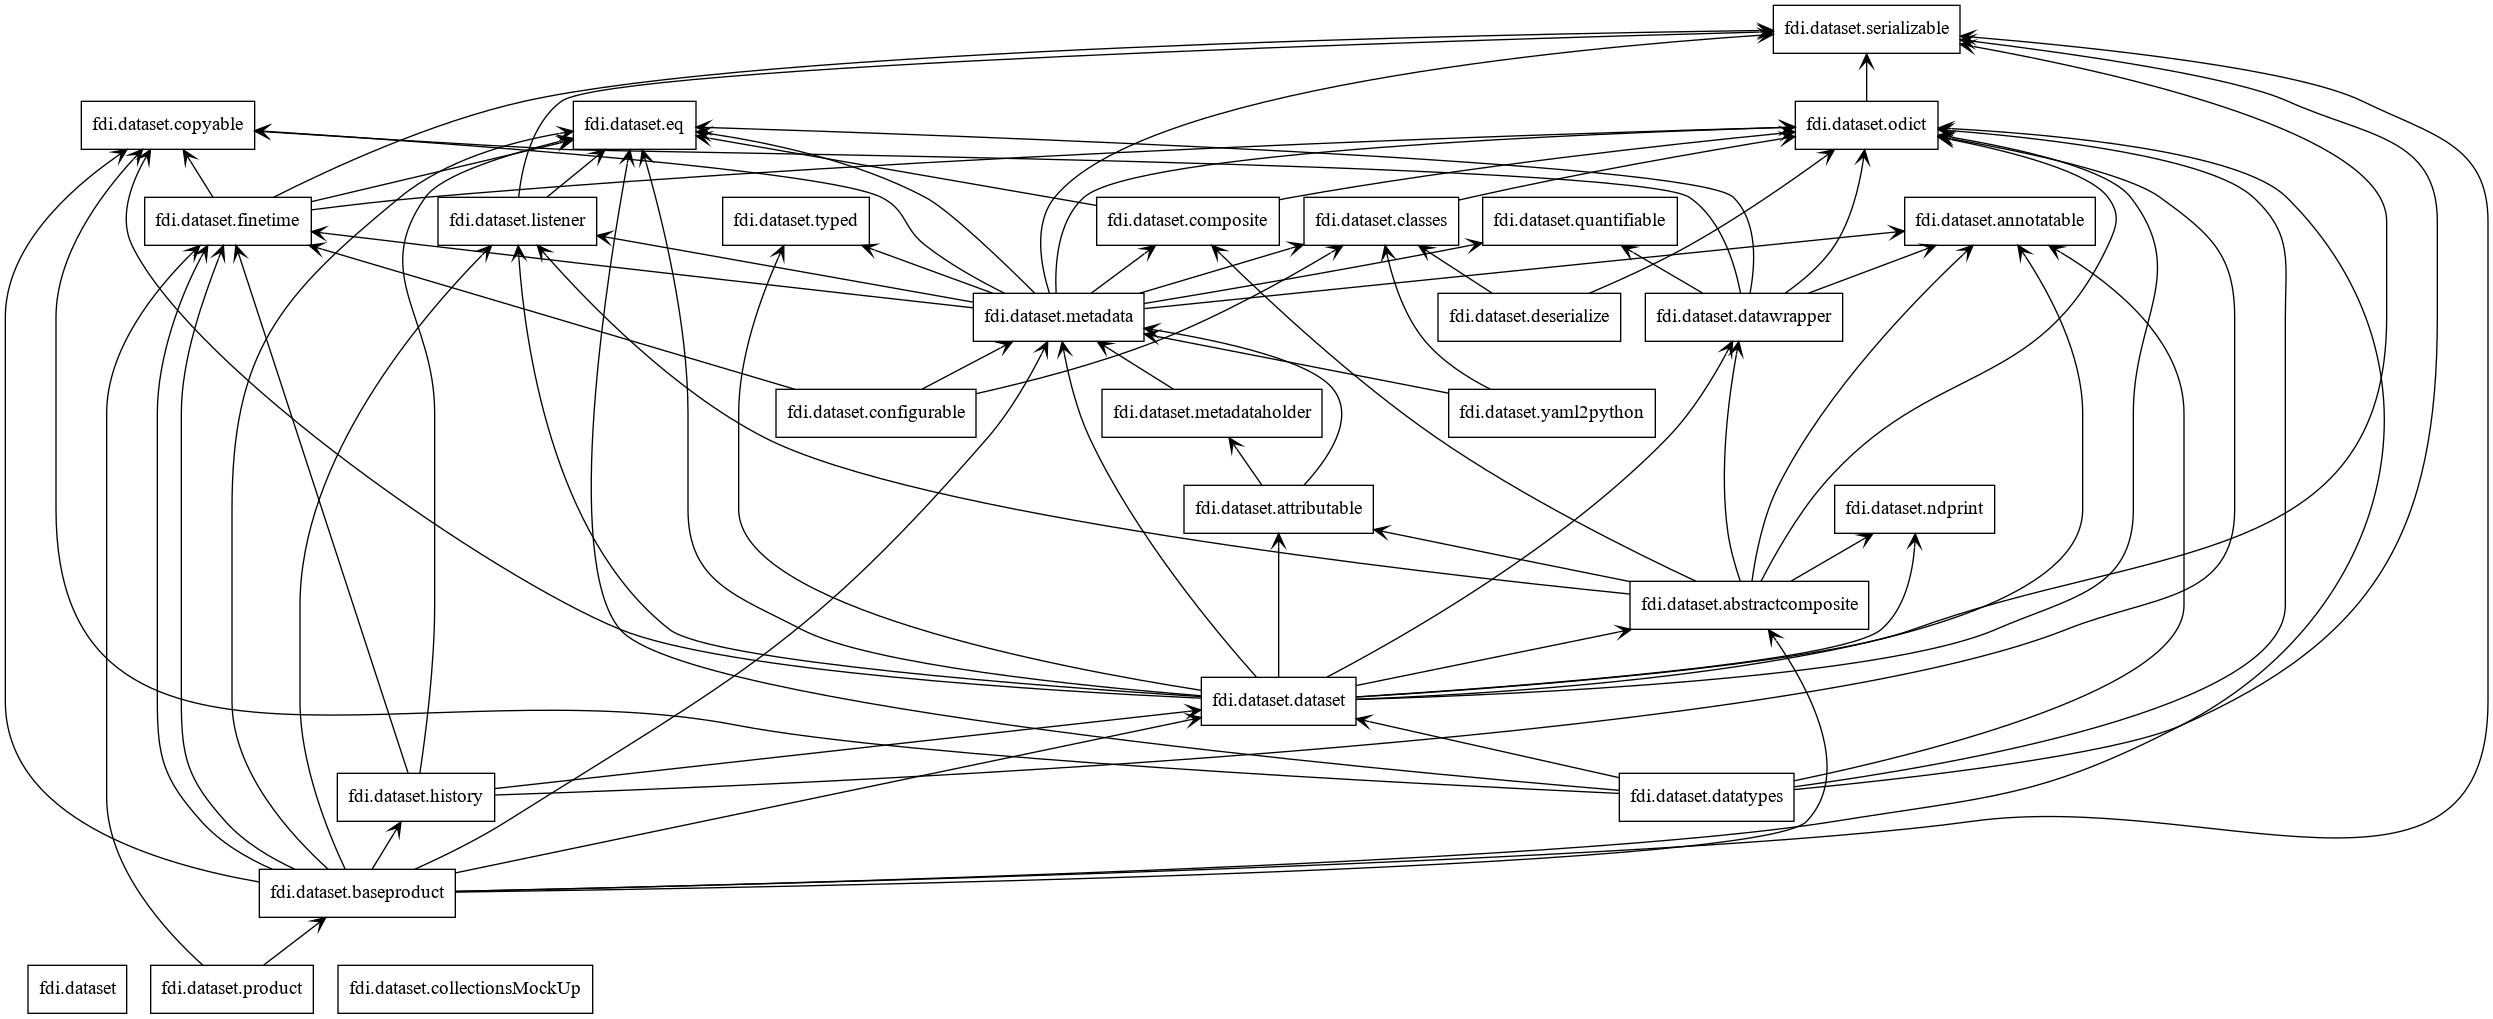 fdi.dataset.serializable
fdi.dataset.copyable
fdi.dataset.eq
fdi.dataset.odict
fdi.dataset.finetime
fdi.dataset.listener
fdi.dataset.typed
fdi.dataset.composite
fdi.dataset.classes
fdi.dataset.quantifiable
fdi.dataset.annotatable
fdi.dataset.metadata
fdi.dataset.deserialize
fdi.dataset.datawrapper
fdi.dataset.configurable
fdi.dataset.metadataholder
fdi.dataset.yaml2python
fdi.dataset.attributable
fdi.dataset.ndprint
fdi.dataset.abstractcomposite
fdi.dataset.dataset
fdi.dataset.history
fdi.dataset.datatypes
fdi.dataset.baseproduct
fdi.dataset
fdi.dataset.product
fdi.dataset.collectionsMockUp